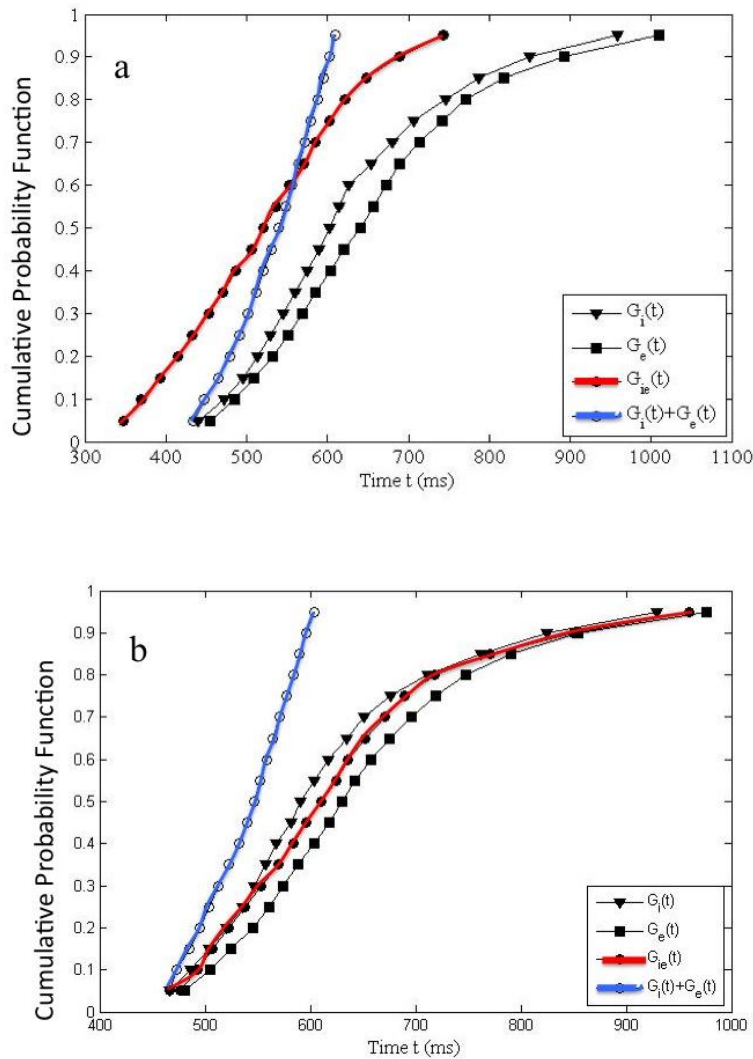 a
Cumulative Probability Function
1
0.9
0.8
0.7
0.6
0.5
0.4
0.3
0.2
0.1
0
300 400 500 600 700 800 900 1000 1100
Time t (ms)
G_i(t)
G_e(t)
G_ie(t)
G_i(t)+G_e(t)
b
Cumulative Probability Function
1
0.9
0.8
0.7
0.6
0.5
0.4
0.3
0.2
0.1
0
400 500 600 700 800 900 1000
Time t (ms)
G_i(t)
G_e(t)
G_ie(t)
G_i(t)+G_e(t)